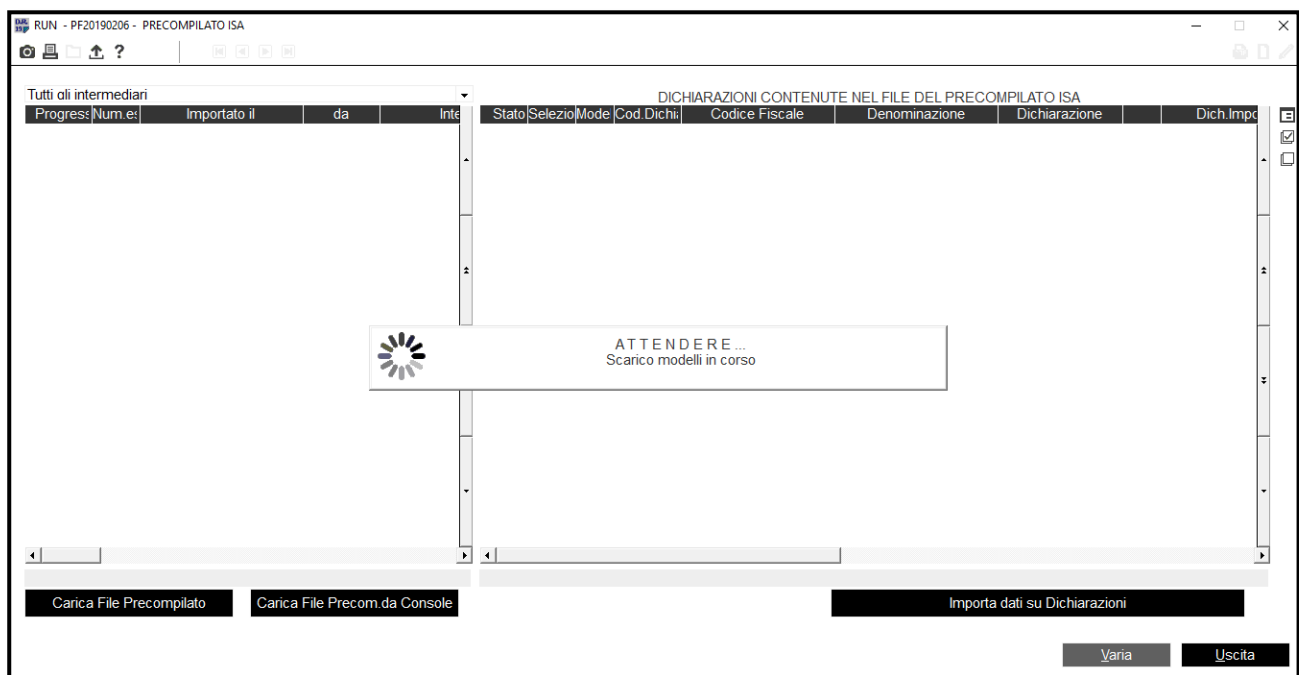 RUN - PF20190206 - PRECOMPILATO ISA
?
Tutti gli intermediari
DICHIARAZIONI CONTENUTE NEL FILE DEL PRECOMPILATO ISA
Progress Num.es Importato il da Inte
Stato Selezio Mode Cod.Dichia Codice Fiscale Denominazione Dichiarazione Dich.Impo
ATTENDERE...
Scarico modelli in corso
Carica File Precompilato Carica File Precom.da Console Importa dati su Dichiarazioni
Varia Uscita